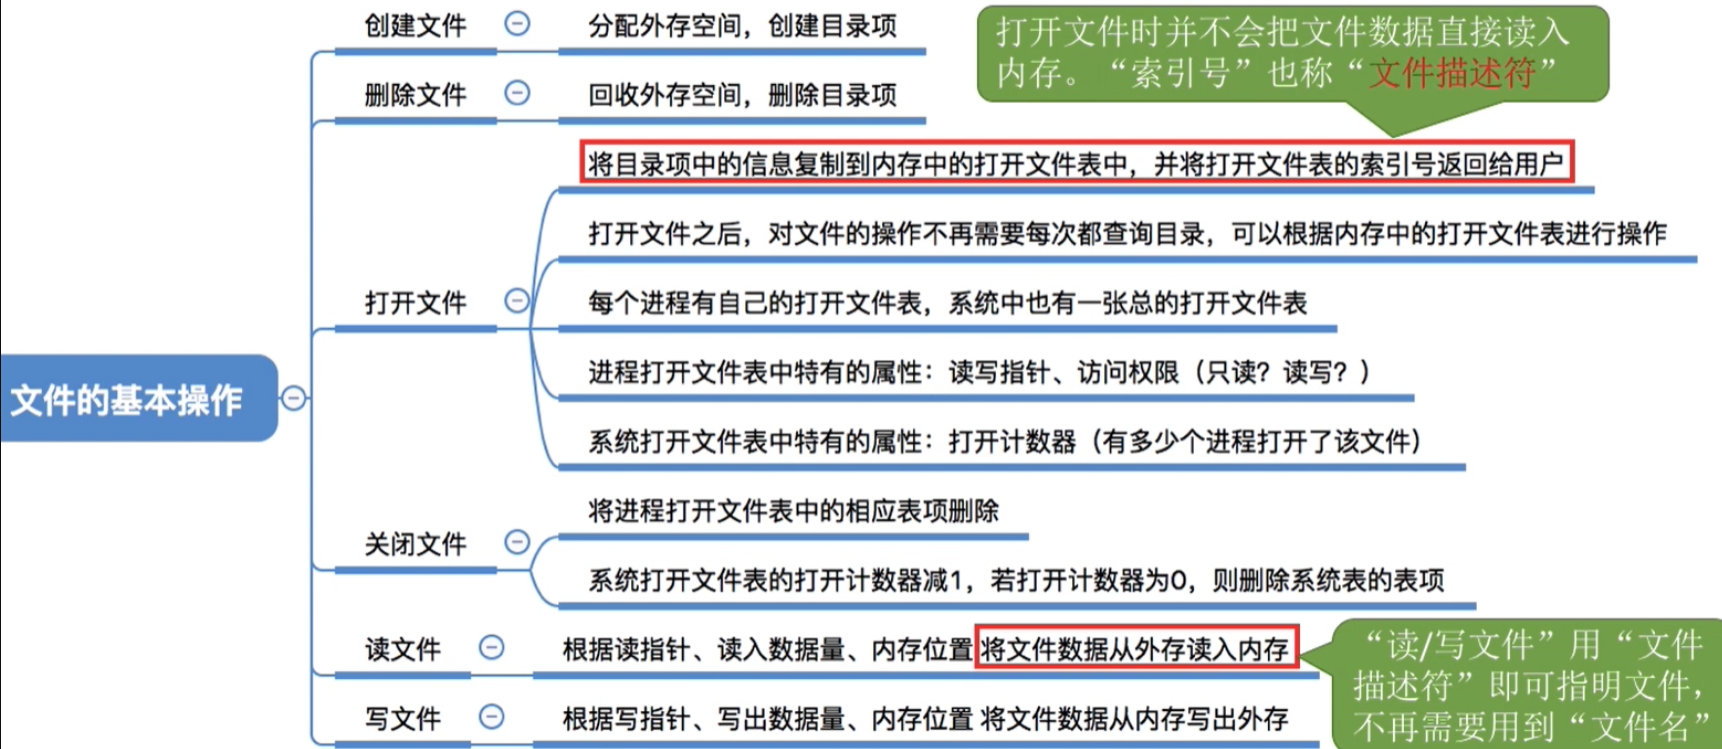 文件的基本操作
创建文件
分配外存空间，创建目录项
删除文件
回收外存空间，删除目录项
打开文件时并不会把文件数据直接读入
内存。“索引号”也称“文件描述符”
打开文件
将目录项中的信息复制到内存中的打开文件表中，并将打开文件表的索引号返回给用户
打开文件之后，对文件的操作不再需要每次都查询目录，可以根据内存中的打开文件表进行操作
每个进程有自己的打开文件表，系统中也有一张总的打开文件表
进程打开文件表中特有的属性：读写指针、访问权限（只读？读写？）
系统打开文件表中特有的属性：打开计数器（有多少个进程打开了该文件）
关闭文件
将进程打开文件表中的相应表项删除
系统打开文件表的打开计数器减1，若打开计数器为0，则删除系统表的表项
读文件
根据读指针、读入数据量、内存位置 将文件数据从外存读入内存
写文件
根据写指针、写出数据量、内存位置 将文件数据从内存写出外存
“读/写文件”用“文件
描述符”即可指明文件，
不再需要用到“文件名”